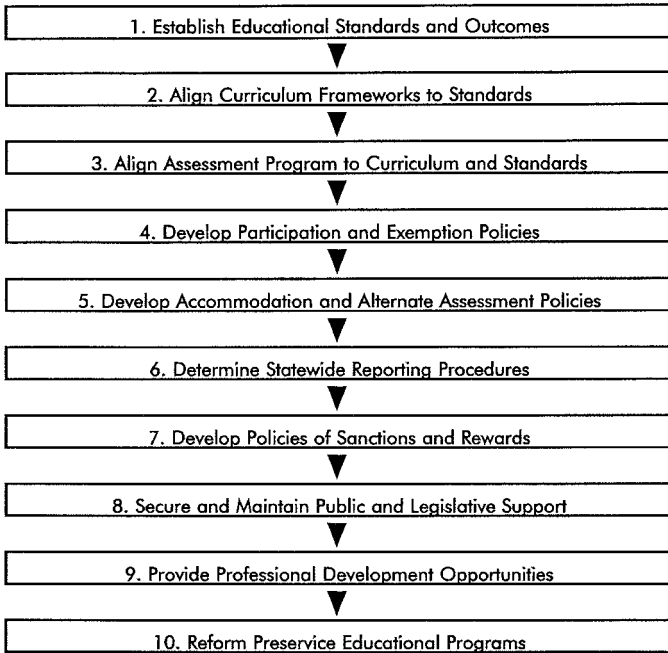 1. Establish Educational Standards and Outcomes
2. Align Curriculum Frameworks to Standards
3. Align Assessment Program to Curriculum and Standards
4. Develop Participation and Exemption Policies
5. Develop Accommodation and Alternate Assessment Policies
6. Determine Statewide Reporting Procedures
7. Develop Policies of Sanctions and Rewards
8. Secure and Maintain Public and Legislative Support
9. Provide Professional Development Opportunities
10. Reform Preservice Educational Programs